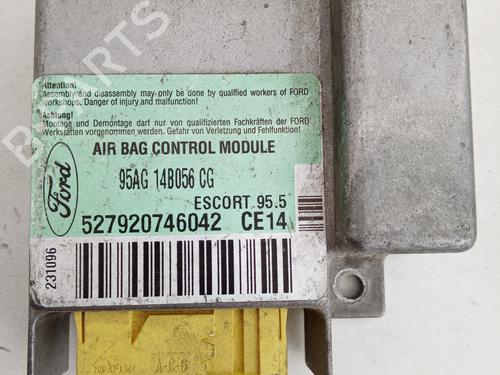 PARTS
Attention!
Assembly and disassembly may only be done by qualified workers of FORD
workshops. Danger of injury and malfunction!
Achtung!
Montage und Demontage darf nur von qualifizierten Fachkräften der FORD
Werkstätten vorgenommen werden. Gefahr von Verletzung und Fehlfunktion!
AIR BAG CONTROL MODULE
Ford
95AG 14B056 CG
ESCORT 95.5
527920746042 CE14
231096